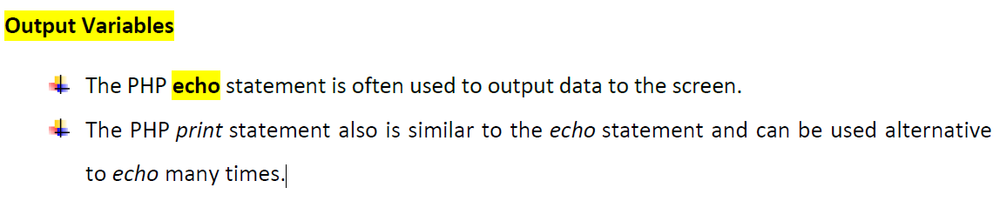 Output Variables
The PHP echo statement is often used to output data to the screen.
The PHP print statement also is similar to the echo statement and can be used alternative
to echo many times.